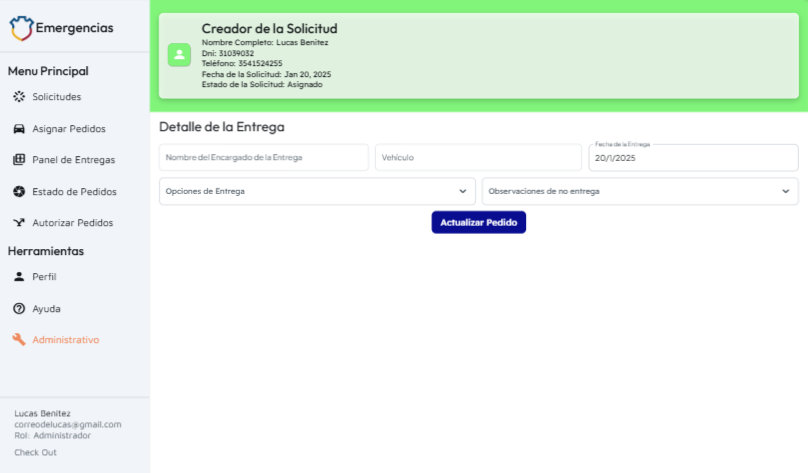 Emergencias
Menu Principal
Solicitudes
Asignar Pedidos
Panel de Entregas
Estado de Pedidos
Autorizar Pedidos
Herramientas
Perfil
Ayuda
Administrativo
Lucas Benitez
correodelucas@gmail.com
Rol: Administrador
Check Out
Creador de la Solicitud
Nombre Completo: Lucas Benitez
Dni: 31039032
Teléfono: 3541524255
Fecha de la Solicitud: Jan 20, 2025
Estado de la Solicitud: Asignado
Detalle de la Entrega
Nombre del Encargado de la Entrega
Vehículo
Fecha de la Entrega
20/1/2025
Opciones de Entrega
Observaciones de no entrega
Actualizar Pedido